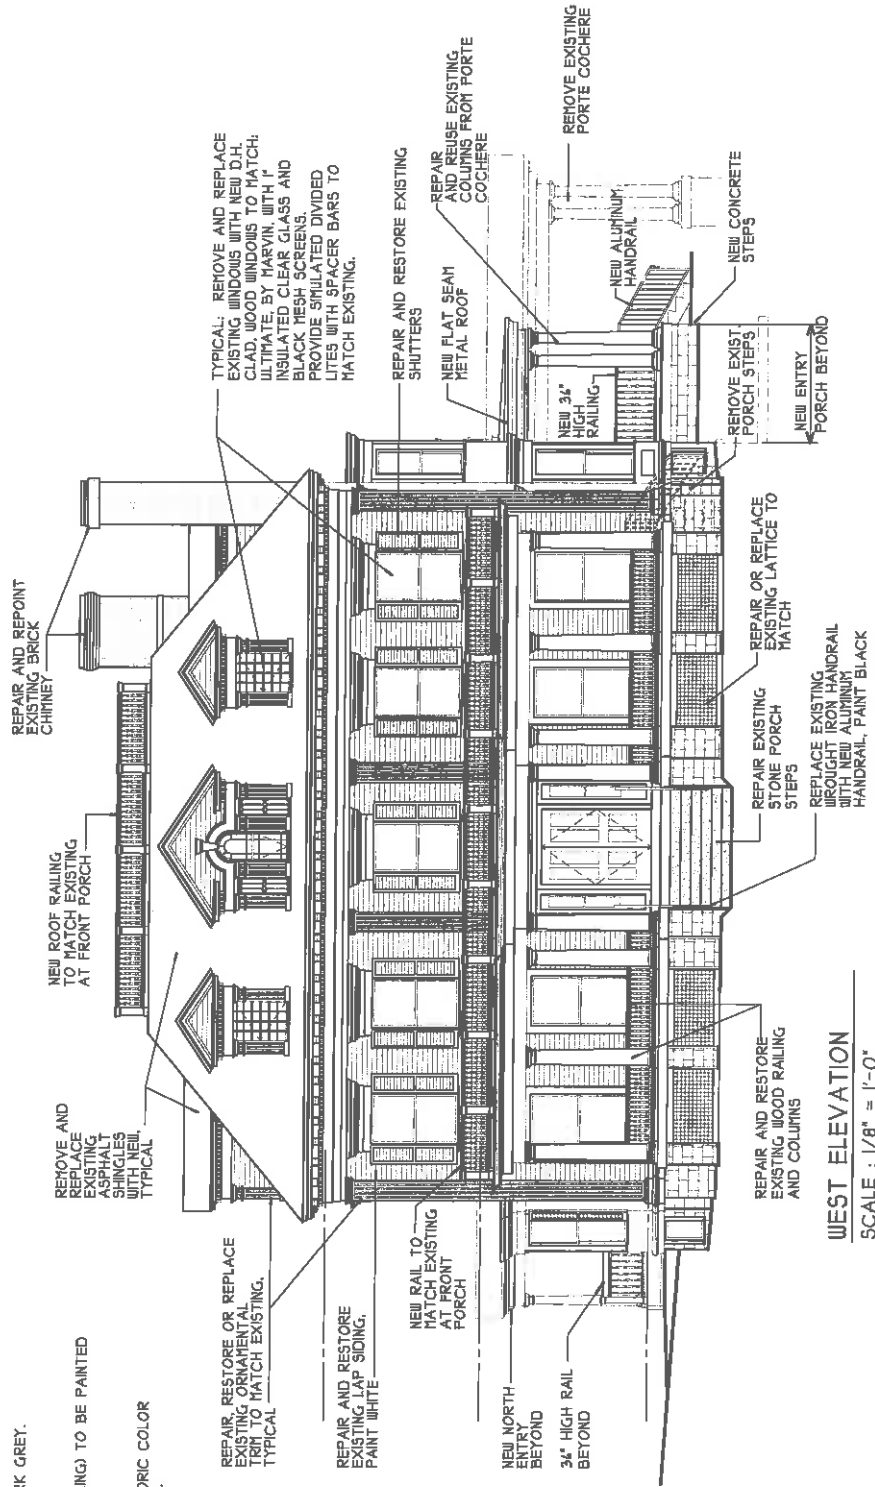 RK GREY.
ING) TO BE PAINTED
ORIC COLOR
REMOVE AND
REPLACE
EXISTING
ASPHALT
SHINGLES
WITH NEW,
TYPICAL
NEW ROOF RAILING
TO MATCH EXISTING
AT FRONT PORCH
REPAIR AND REPOINT
EXISTING BRICK
CHIMNEY
TYPICAL: REMOVE AND REPLACE
EXISTING WINDOWS WITH NEW D.H.
CLAD, WOOD WINDOWS TO MATCH:
ULTIMATE, BY MARVIN, WITH 1"
INSULATED CLEAR GLASS AND
BLACK MESH SCREENS.
PROVIDE SIMULATED DIVIDED
LITES WITH SPACER BARS TO
MATCH EXISTING.
REPAIR AND RESTORE EXISTING
SHUTTERS
NEW FLAT SEAM
METAL ROOF
REPAIR
AND REUSE EXISTING
COLUMNS FROM PORTE
COCHERE
REMOVE EXISTING
PORTE COCHERE
NEW ALUMINUM
HANDRAIL
NEW 36"
HIGH
RAILING
NEW CONCRETE
STEPS
REMOVE EXIST.
PORCH STEPS
NEW ENTRY
PORCH BEYOND
REPAIR, RESTORE OR REPLACE
EXISTING ORNAMENTAL
TRIM TO MATCH EXISTING,
TYPICAL
REPAIR AND RESTORE
EXISTING LAP SIDING,
PAINT WHITE
NEW RAIL TO
MATCH EXISTING
AT FRONT
PORCH
NEW NORTH
ENTRY
BEYOND
36" HIGH RAIL
BEYOND
REPAIR AND RESTORE
EXISTING WOOD RAILING
AND COLUMNS
REPAIR EXISTING
STONE PORCH
STEPS
REPAIR OR REPLACE
EXISTING LATTICE TO
MATCH
REPLACE EXISTING
WROUGHT IRON HANDRAIL
WITH NEW ALUMINUM
HANDRAIL, PAINT BLACK
WEST ELEVATION
SCALE : 1/8" = 1'-0"